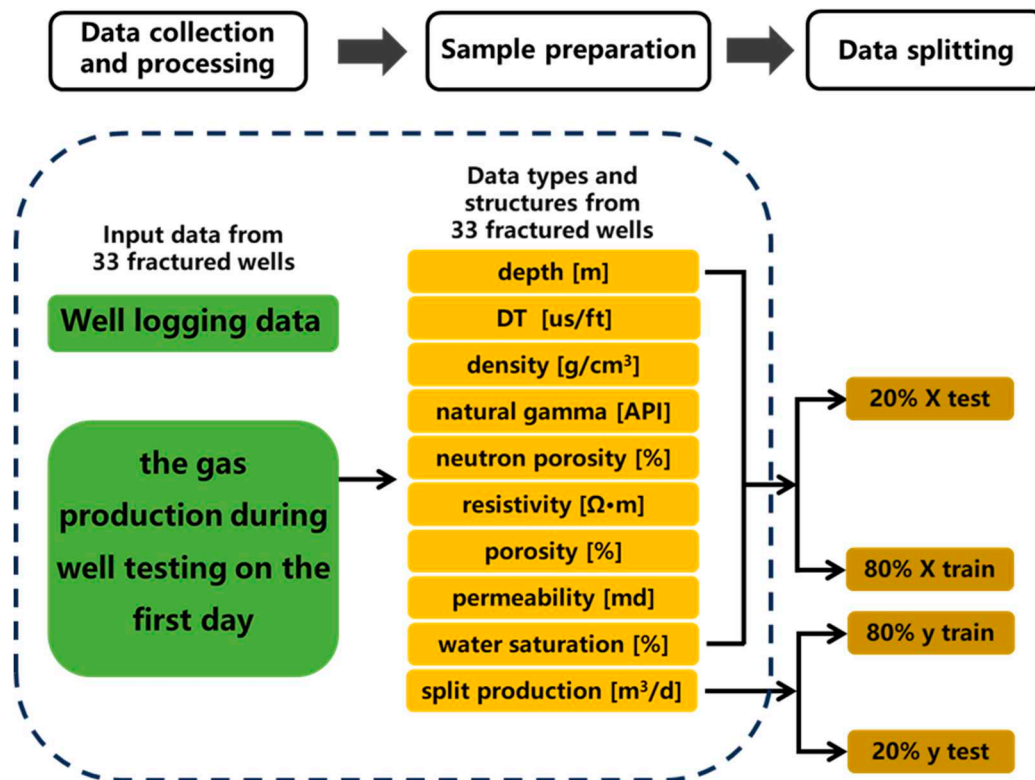 Data collection
and processing
Sample preparation
Data splitting
Input data from
33 fractured wells
Well logging data
the gas
production during
well testing on the
first day
Data types and
structures from
33 fractured wells
depth [m]
DT [us/ft]
density [g/cm³]
natural gamma [API]
neutron porosity [%]
resistivity [Ω•m]
porosity [%]
permeability [md]
water saturation [%]
split production [m³/d]
20% X test
80% X train
80% y train
20% y test